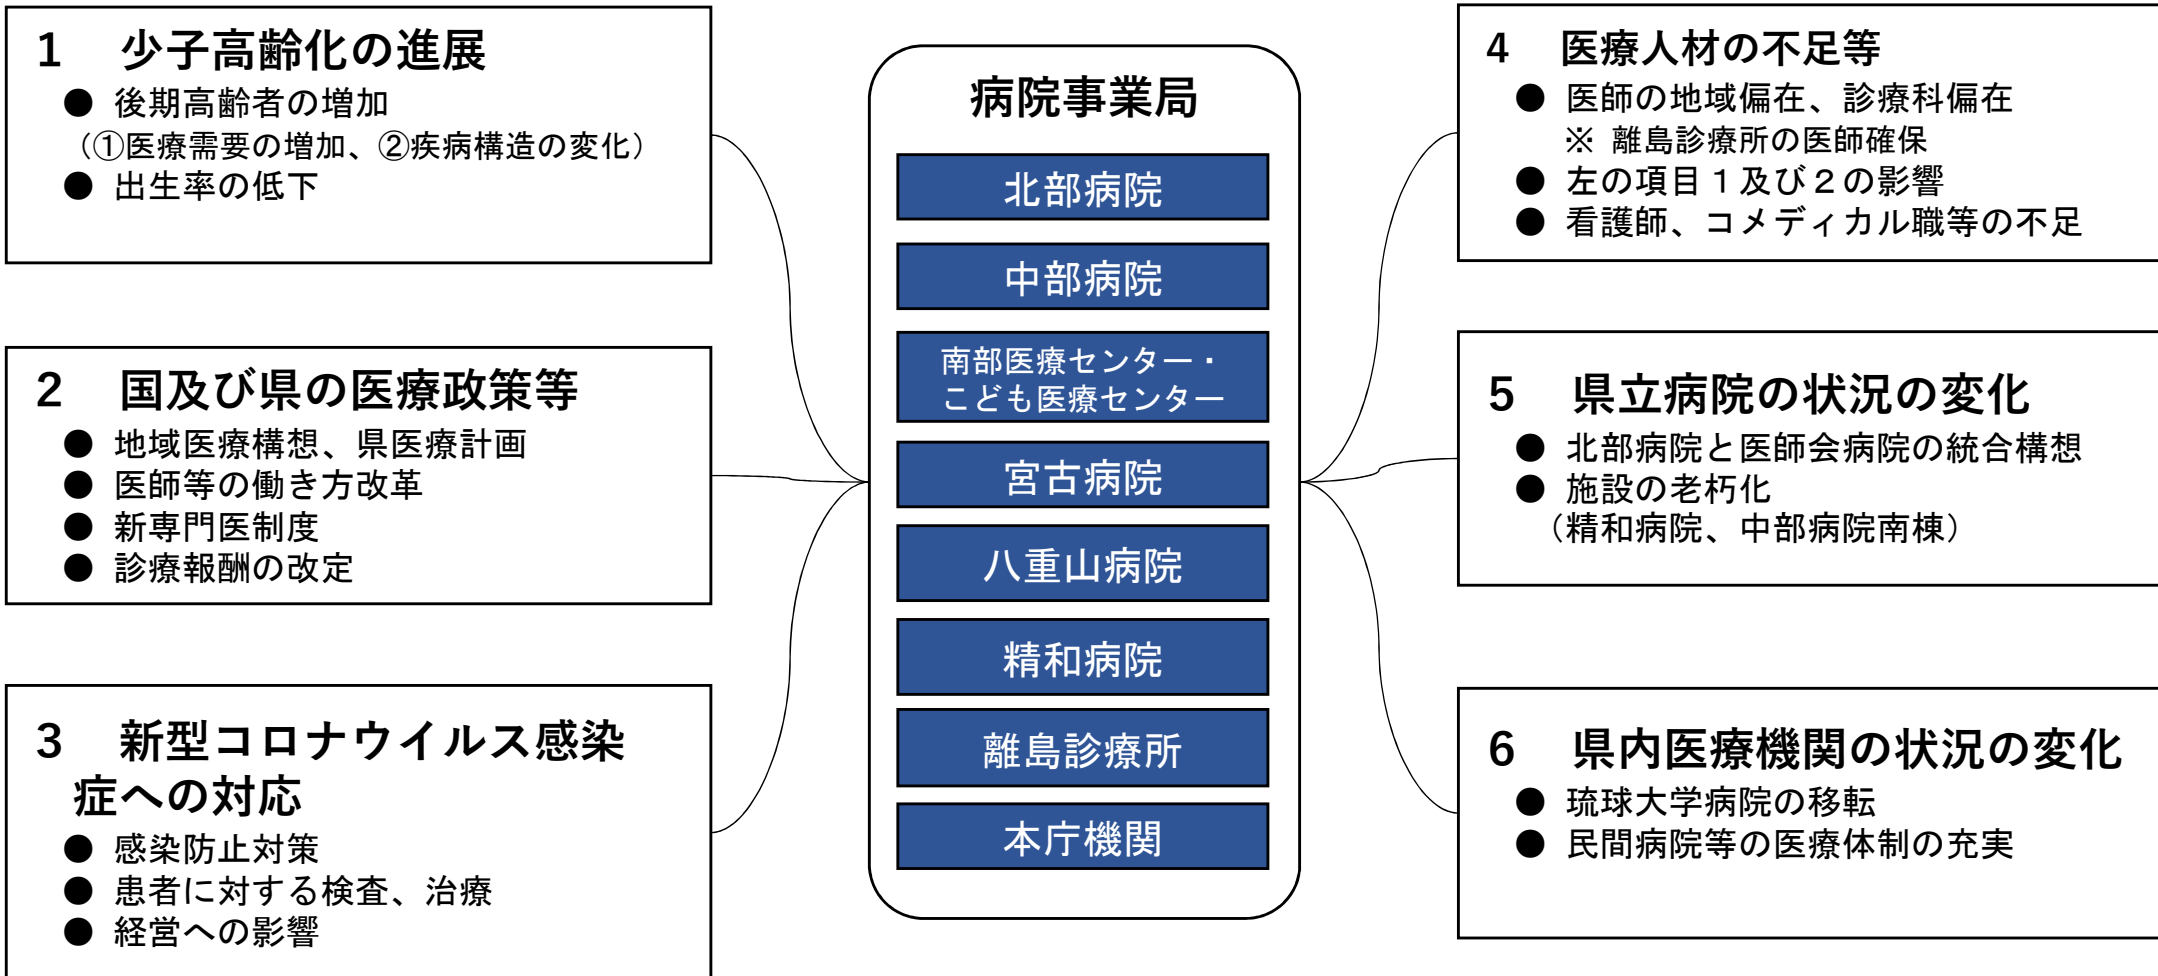 1　少子高齢化の進展
● 後期高齢者の増加
（①医療需要の増加、②疾病構造の変化）
● 出生率の低下
2　国及び県の医療政策等
● 地域医療構想、県医療計画
● 医師等の働き方改革
● 新専門医制度
● 診療報酬の改定
3　新型コロナウイルス感染
症への対応
● 感染防止対策
● 患者に対する検査、治療
● 経営への影響
病院事業局
北部病院
中部病院
南部医療センター・
こども医療センター
宮古病院
八重山病院
精和病院
離島診療所
本庁機関
4　医療人材の不足等
● 医師の地域偏在、診療科偏在
※ 離島診療所の医師確保
● 左の項目１及び２の影響
● 看護師、コメディカル職等の不足
5　県立病院の状況の変化
● 北部病院と医師会病院の統合構想
● 施設の老朽化
（精和病院、中部病院南棟）
6　県内医療機関の状況の変化
● 琉球大学病院の移転
● 民間病院等の医療体制の充実